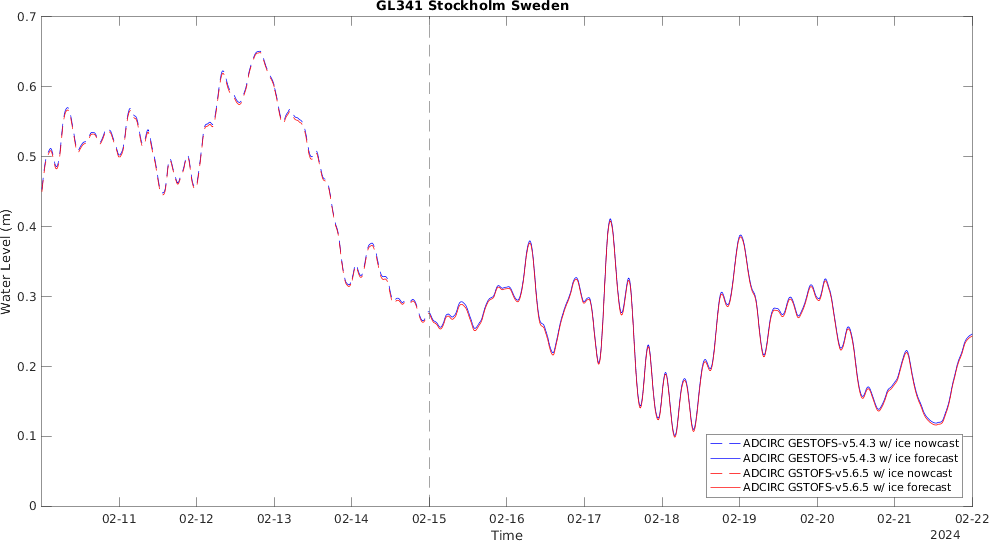 GL341 Stockholm Sweden
0.7
0.6
0.5
0.4
0.3
0.2
0.1
0
Water Level (m)
ADCIRC GESTOFS-v5.4.3 w/ ice nowcast
ADCIRC GESTOFS-v5.4.3 w/ ice forecast
ADCIRC GSTOFS-v5.6.5 w/ ice nowcast
ADCIRC GSTOFS-v5.6.5 w/ ice forecast
02-11 02-12 02-13 02-14 02-15 02-16 02-17 02-18 02-19 02-20 02-21 02-22
Time
2024